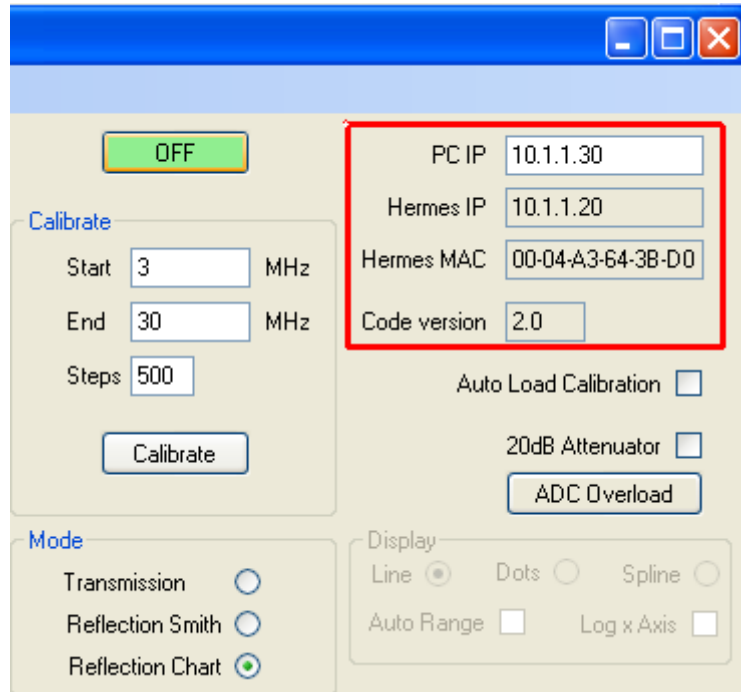 OFF
PC IP 10.1.1.30
Hermes IP 10.1.1.20
Hermes MAC 00-04-A3-64-3B-D0
Code version 2.0
Calibrate
Start 3 MHz
End 30 MHz
Steps 500
Calibrate
Auto Load Calibration
20dB Attenuator
ADC Overload
Mode
Transmission
Reflection Smith
Reflection Chart
Display
Line Dots Spline
Auto Range Log x Axis